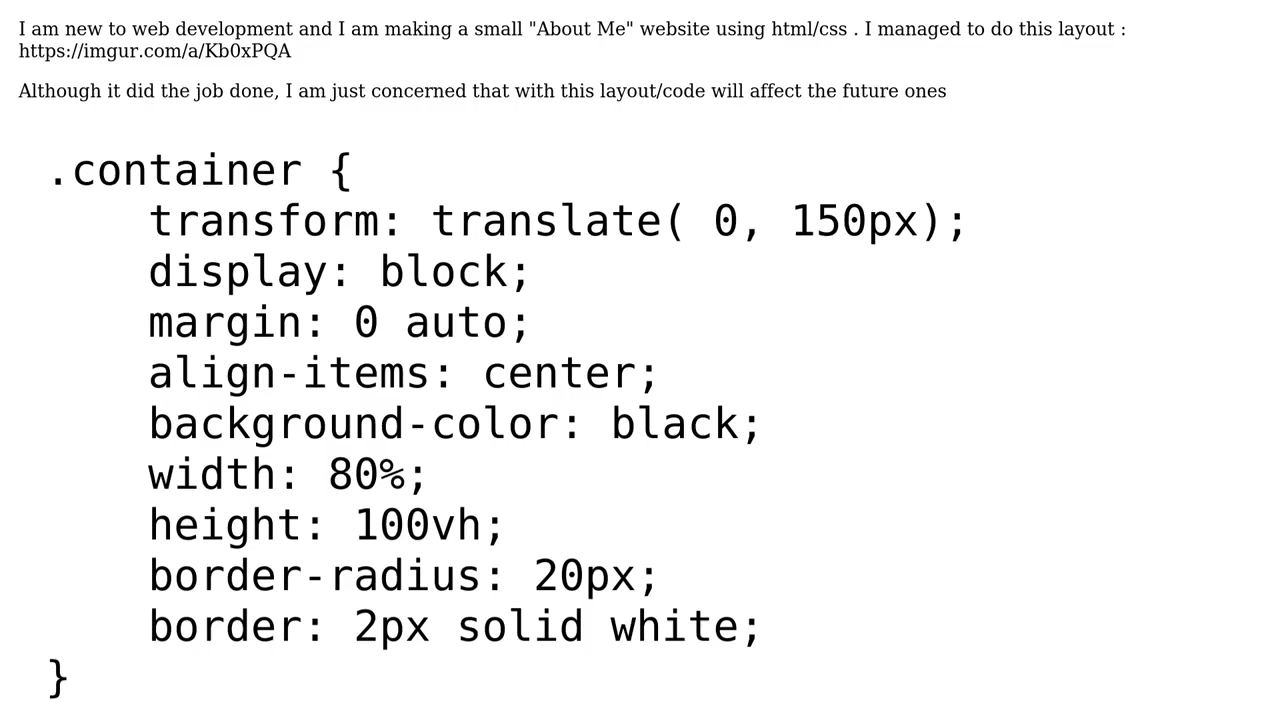 I am new to web development and I am making a small "About Me" website using html/css . I managed to do this layout :
https://imgur.com/a/Kb0xPQA
Although it did the job done, I am just concerned that with this layout/code will affect the future ones
.container {
    transform: translate( 0, 150px);
    display: block;
    margin: 0 auto;
    align-items: center;
    background-color: black;
    width: 80%;
    height: 100vh;
    border-radius: 20px;
    border: 2px solid white;
}